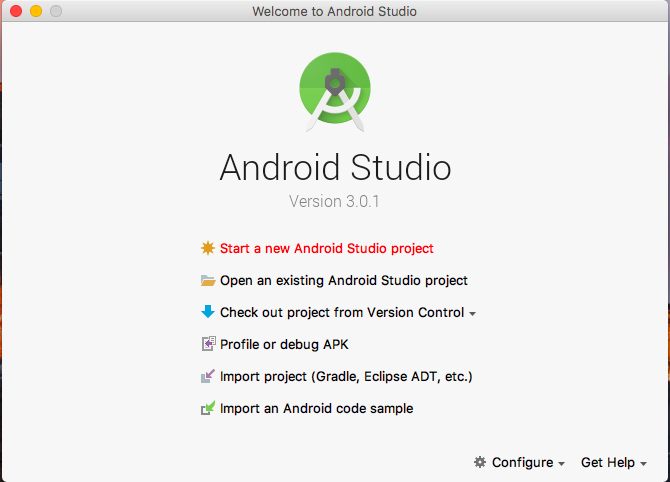 Welcome to Android Studio
Android Studio
Version 3.0.1
Start a new Android Studio project
Open an existing Android Studio project
Check out project from Version Control
Profile or debug APK
Import project (Gradle, Eclipse ADT, etc.)
Import an Android code sample
Configure Get Help